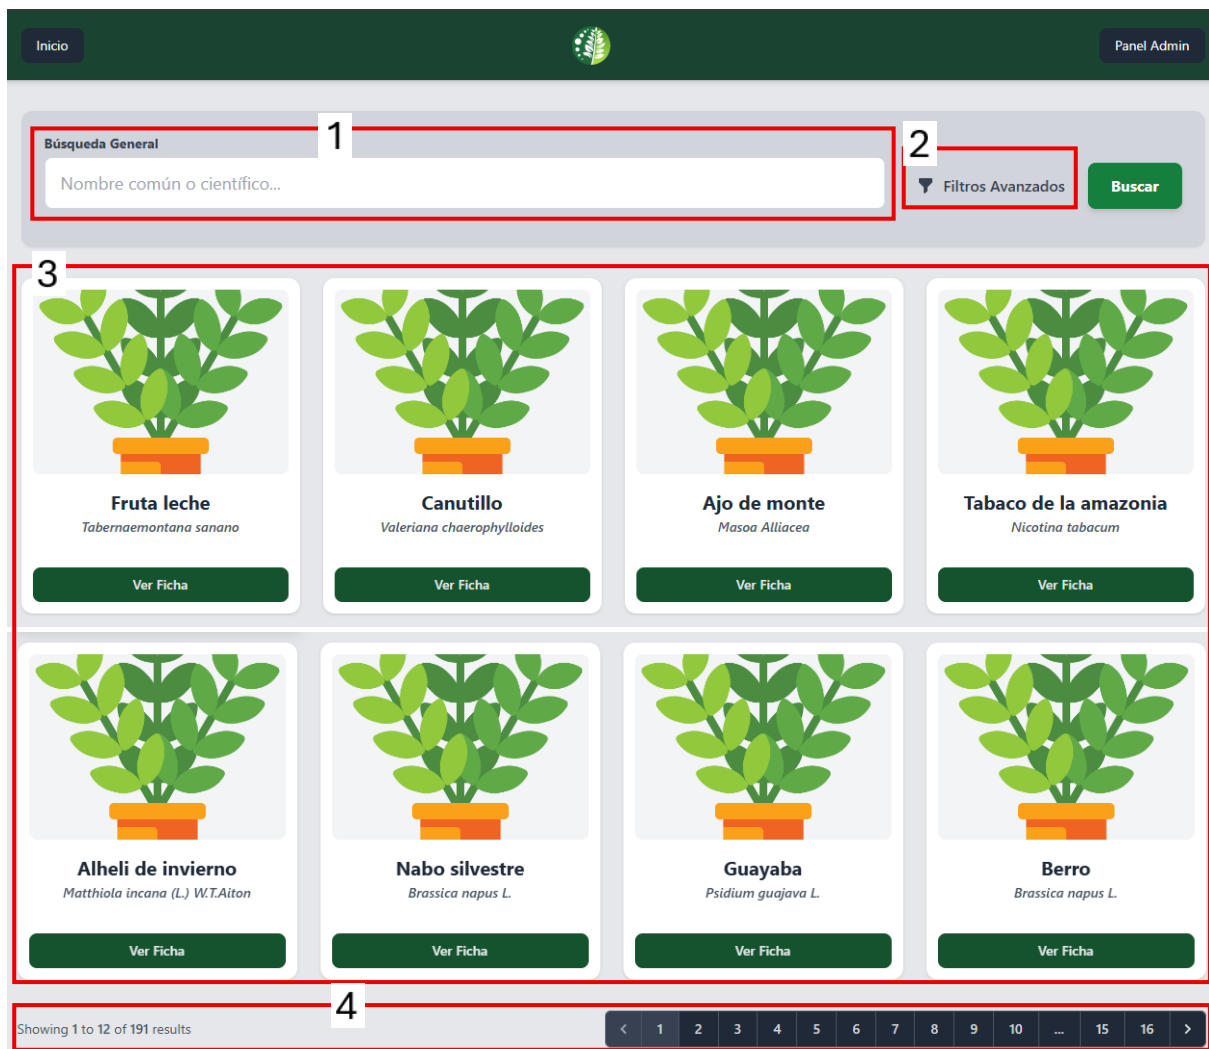 Inicio
Panel Admin
1
Búsqueda General
Nombre común o científico...
2
Filtros Avanzados
Buscar
3
Fruta leche
Tabernaemontana sanano
Ver Ficha
Canutillo
Valeriana chaerophylloides
Ver Ficha
Ajo de monte
Masoa Alliacea
Ver Ficha
Tabaco de la amazonia
Nicotina tabacum
Ver Ficha
Alheli de invierno
Matthiola incana (L.) W.T.Aiton
Ver Ficha
Nabo silvestre
Brassica napus L.
Ver Ficha
Guayaba
Psidium guajava L.
Ver Ficha
Berro
Brassica napus L.
Ver Ficha
4
Showing 1 to 12 of 191 results
< 1 2 3 4 5 6 7 8 9 10 ... 15 16 >